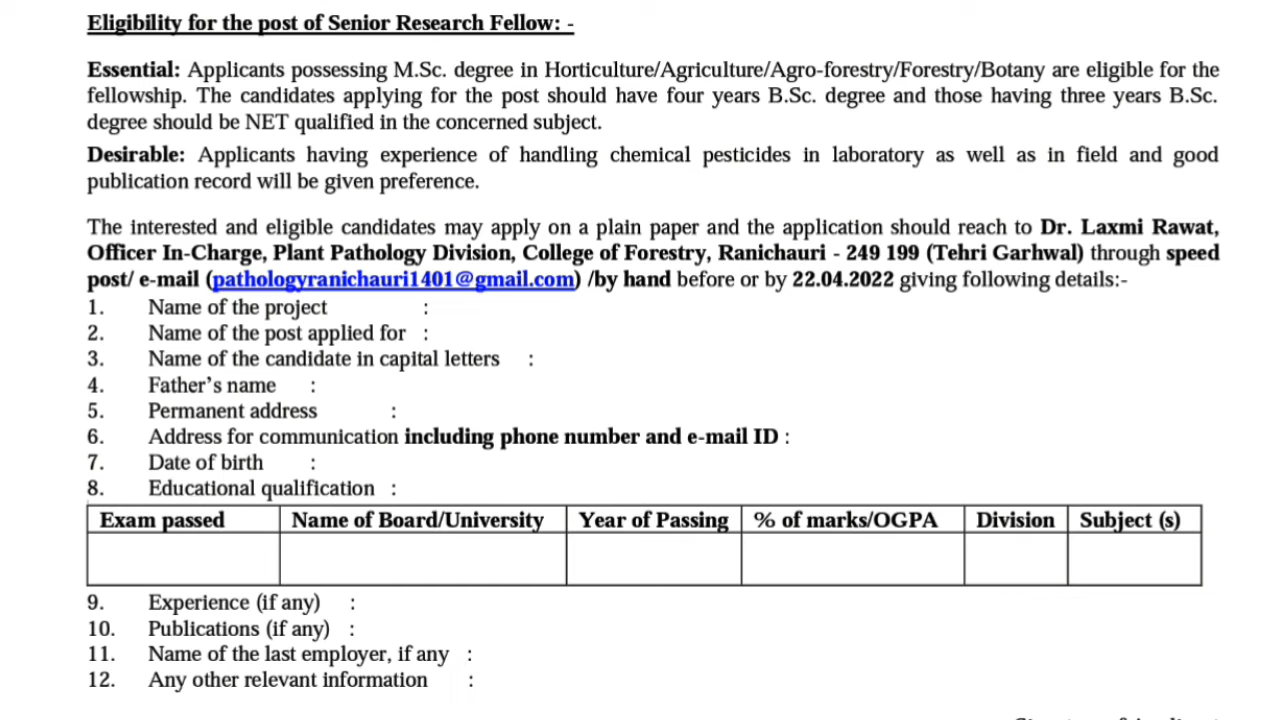 Eligibility for the post of Senior Research Fellow: -
Essential: Applicants possessing M.Sc. degree in Horticulture/Agriculture/Agro-forestry/Forestry/Botany are eligible for the
fellowship. The candidates applying for the post should have four years B.Sc. degree and those having three years B.Sc.
degree should be NET qualified in the concerned subject.
Desirable: Applicants having experience of handling chemical pesticides in laboratory as well as in field and good
publication record will be given preference.
The interested and eligible candidates may apply on a plain paper and the application should reach to Dr. Laxmi Rawat,
Officer In-Charge, Plant Pathology Division, College of Forestry, Ranichauri - 249 199 (Tehri Garhwal) through speed
post/ e-mail (pathologyranichauri1401@gmail.com) /by hand before or by 22.04.2022 giving following details:-
1. Name of the project :
2. Name of the post applied for :
3. Name of the candidate in capital letters :
4. Father's name :
5. Permanent address :
6. Address for communication including phone number and e-mail ID :
7. Date of birth :
8. Educational qualification :
Exam passed Name of Board/University Year of Passing % of marks/OGPA Division Subject (s)
9. Experience (if any) :
10. Publications (if any) :
11. Name of the last employer, if any :
12. Any other relevant information :